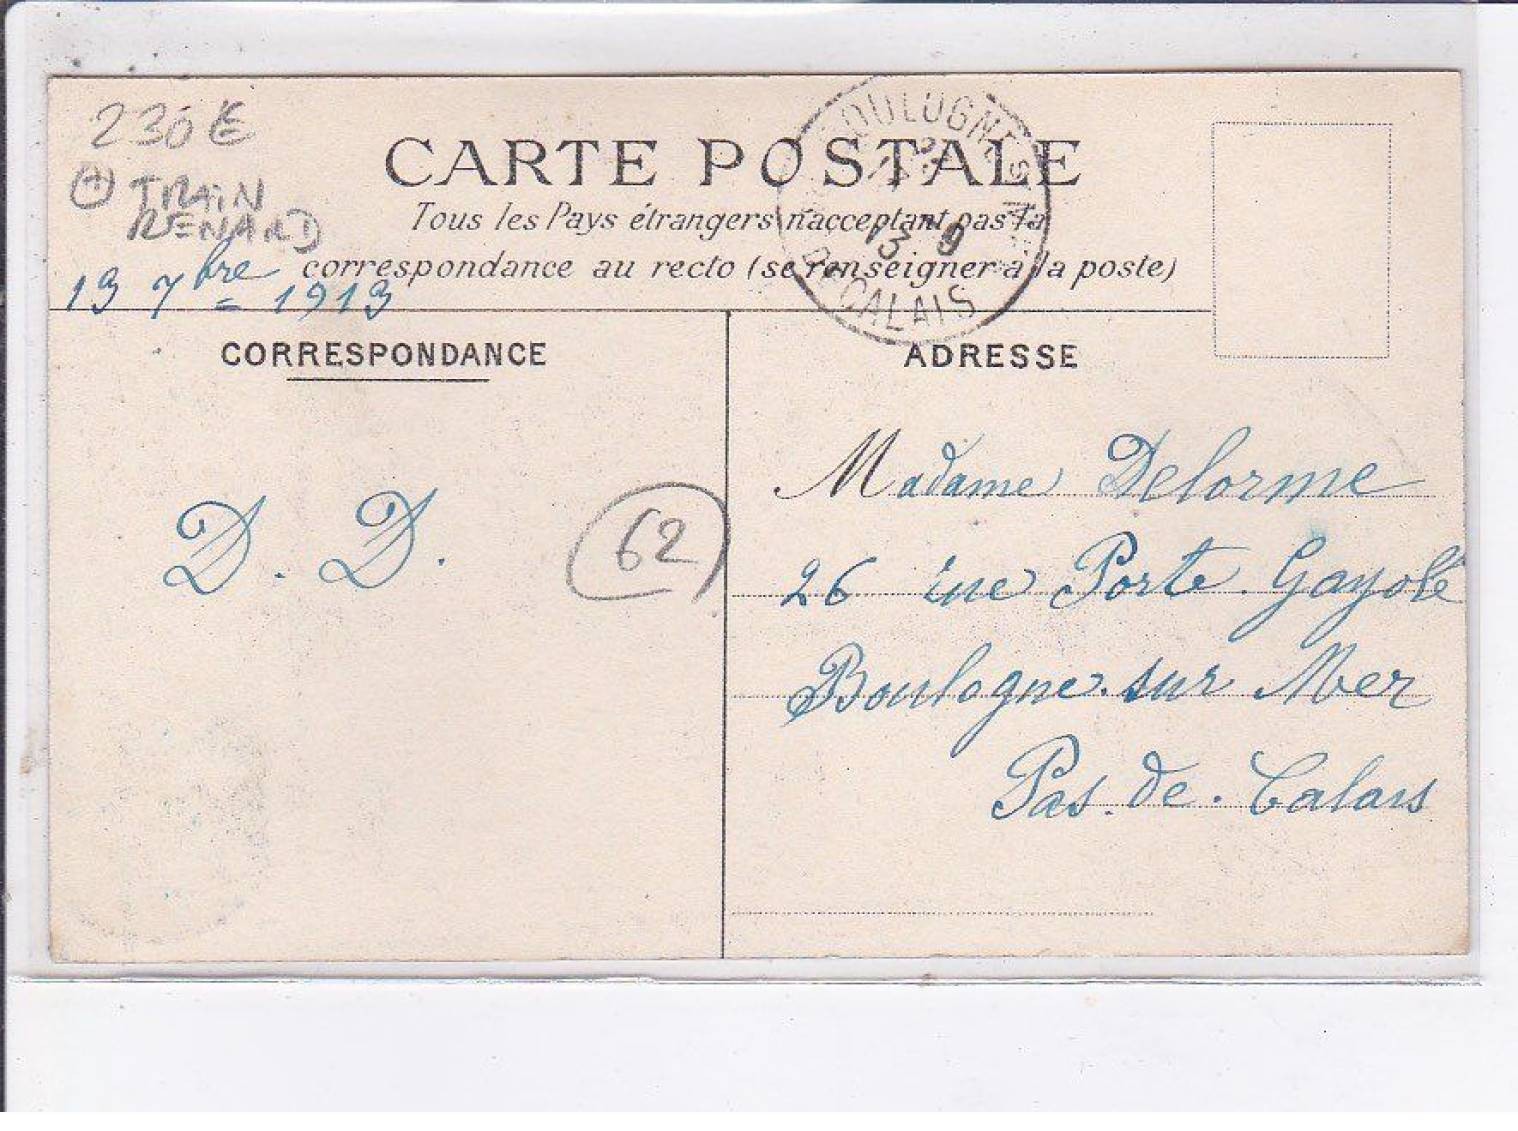 230 €
+ TRAIN
RENARD
CARTE POSTALE
Tous les Pays étrangers n'acceptant pas la
correspondance au recto (se renseigner à la poste)
13 7bre = 1913
BOULOGNE S
13 9
CALAIS
CORRESPONDANCE
ADRESSE
D. D.
62
Madame Delorme
26 rue Porte Gayole
Boulogne sur Mer
Pas. de. Calais